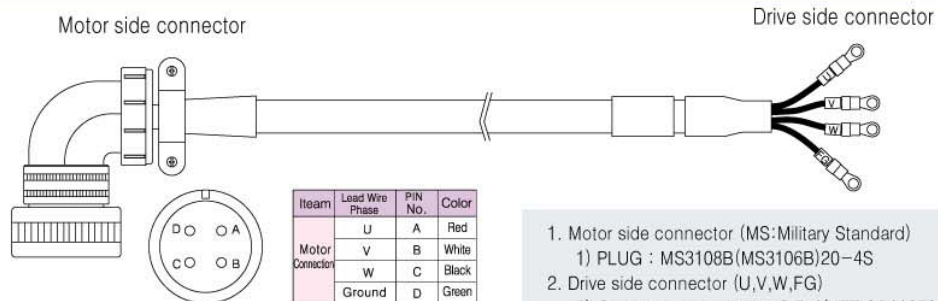 Motor side connector
Drive side connector
U
V
W
FG
D
A
C
B
Iteam
Lead Wire Phase
PIN No.
Color
Motor Connection
U A Red
V B White
W C Black
Ground D Green
1. Motor side connector (MS:Military Standard)
1) PLUG : MS3108B(MS3106B)20-4S
2. Drive side connector (U,V,W,FG)